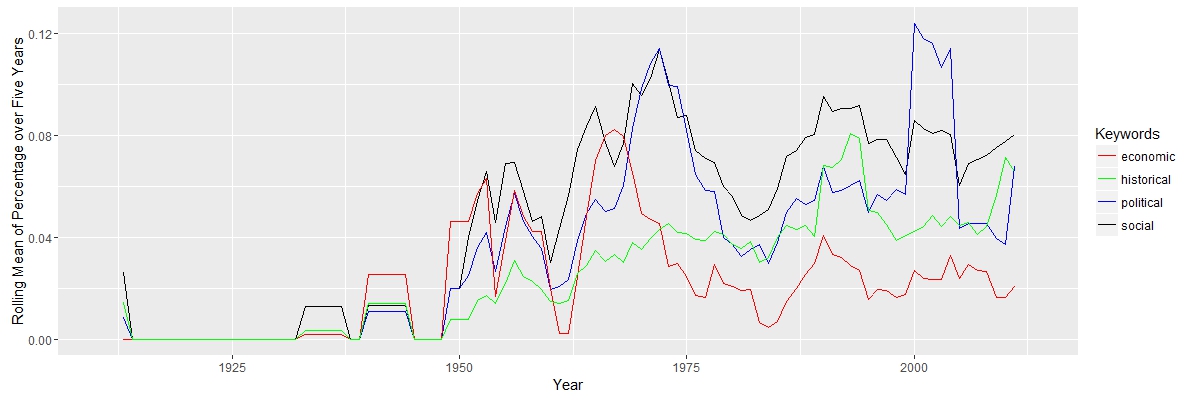 Rolling Mean of Percentage over Five Years
0.12
0.08
0.04
0.00
1925 1950 1975 2000
Year
Keywords
economic
historical
political
social